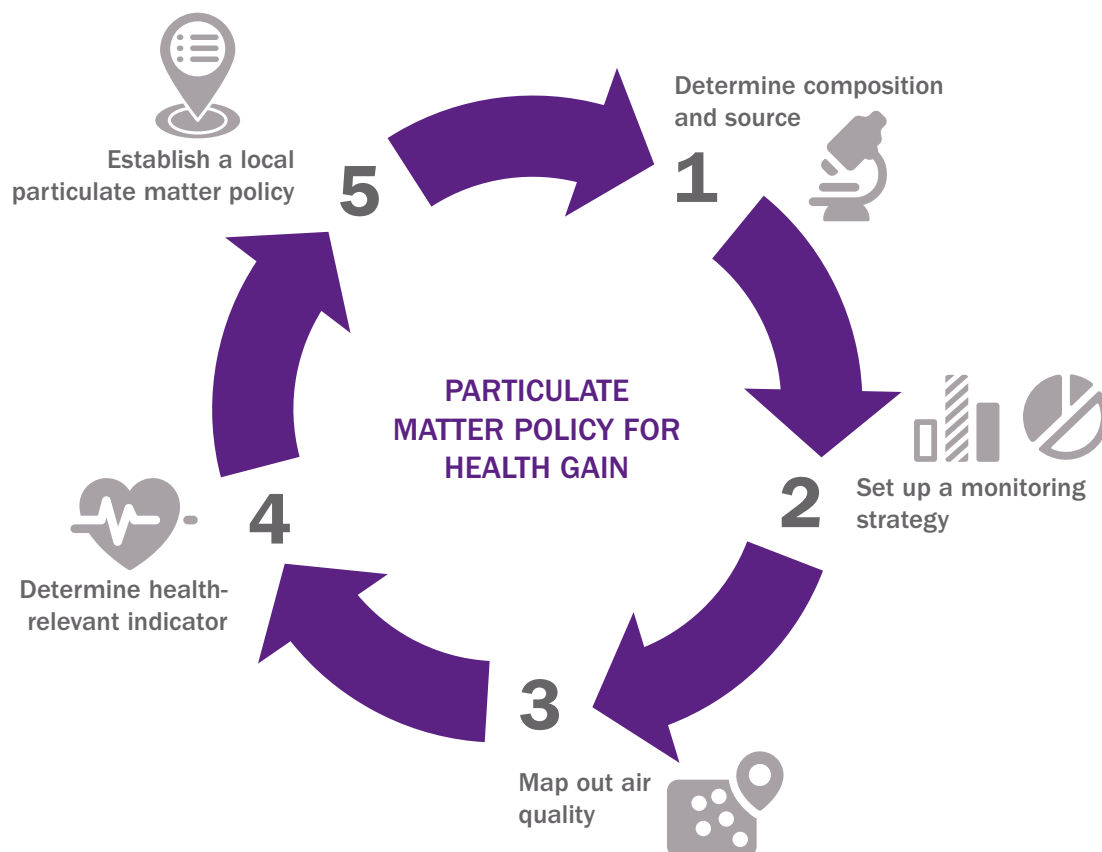 Determine composition
and source
1
Set up a monitoring
strategy
2
Map out air
quality
3
Determine health-
relevant indicator
4
Establish a local
particulate matter policy
5
PARTICULATE
MATTER POLICY FOR
HEALTH GAIN